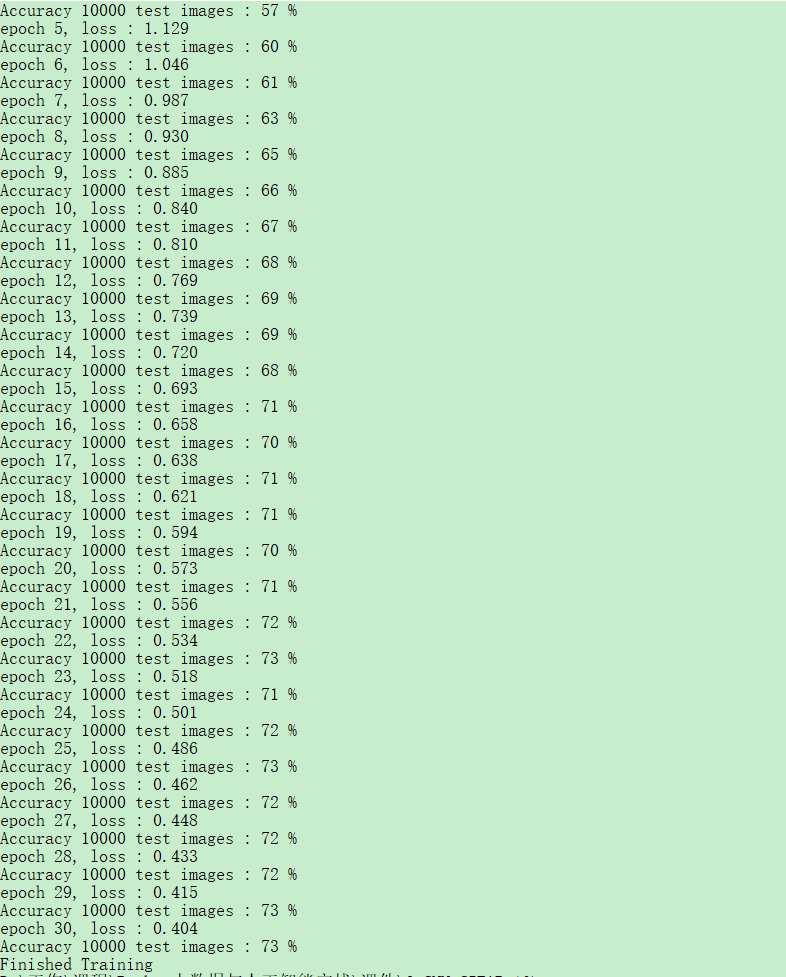 Accuracy 10000 test images : 57 %
epoch 5, loss : 1.129
Accuracy 10000 test images : 60 %
epoch 6, loss : 1.046
Accuracy 10000 test images : 61 %
epoch 7, loss : 0.987
Accuracy 10000 test images : 63 %
epoch 8, loss : 0.930
Accuracy 10000 test images : 65 %
epoch 9, loss : 0.885
Accuracy 10000 test images : 66 %
epoch 10, loss : 0.840
Accuracy 10000 test images : 67 %
epoch 11, loss : 0.810
Accuracy 10000 test images : 68 %
epoch 12, loss : 0.769
Accuracy 10000 test images : 69 %
epoch 13, loss : 0.739
Accuracy 10000 test images : 69 %
epoch 14, loss : 0.720
Accuracy 10000 test images : 68 %
epoch 15, loss : 0.693
Accuracy 10000 test images : 71 %
epoch 16, loss : 0.658
Accuracy 10000 test images : 70 %
epoch 17, loss : 0.638
Accuracy 10000 test images : 71 %
epoch 18, loss : 0.621
Accuracy 10000 test images : 71 %
epoch 19, loss : 0.594
Accuracy 10000 test images : 70 %
epoch 20, loss : 0.573
Accuracy 10000 test images : 71 %
epoch 21, loss : 0.556
Accuracy 10000 test images : 72 %
epoch 22, loss : 0.534
Accuracy 10000 test images : 73 %
epoch 23, loss : 0.518
Accuracy 10000 test images : 71 %
epoch 24, loss : 0.501
Accuracy 10000 test images : 72 %
epoch 25, loss : 0.486
Accuracy 10000 test images : 73 %
epoch 26, loss : 0.462
Accuracy 10000 test images : 72 %
epoch 27, loss : 0.448
Accuracy 10000 test images : 72 %
epoch 28, loss : 0.433
Accuracy 10000 test images : 72 %
epoch 29, loss : 0.415
Accuracy 10000 test images : 73 %
epoch 30, loss : 0.404
Accuracy 10000 test images : 73 %
Finished Training